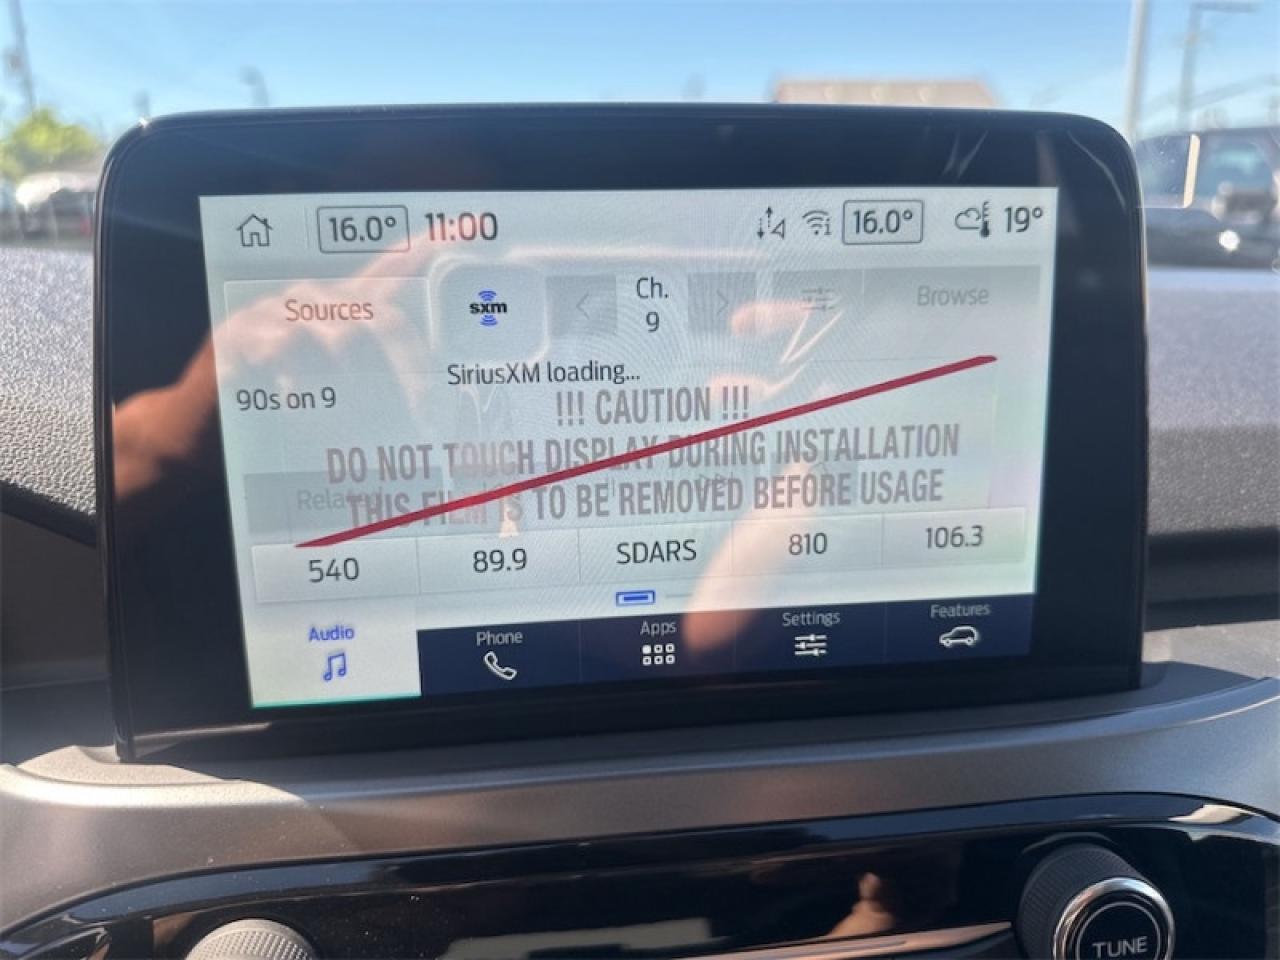 16.0° 11:00 16.0° 19°
Sources sxm Ch. Browse
9
SiriusXM loading...
90s on 9
!!! CAUTION !!!
DO NOT TOUCH DISPLAY DURING INSTALLATION
THIS FILM IS TO BE REMOVED BEFORE USAGE
Related
540 89.9 SDARS 810 106.3
Audio Phone Apps Settings Features
TUNE